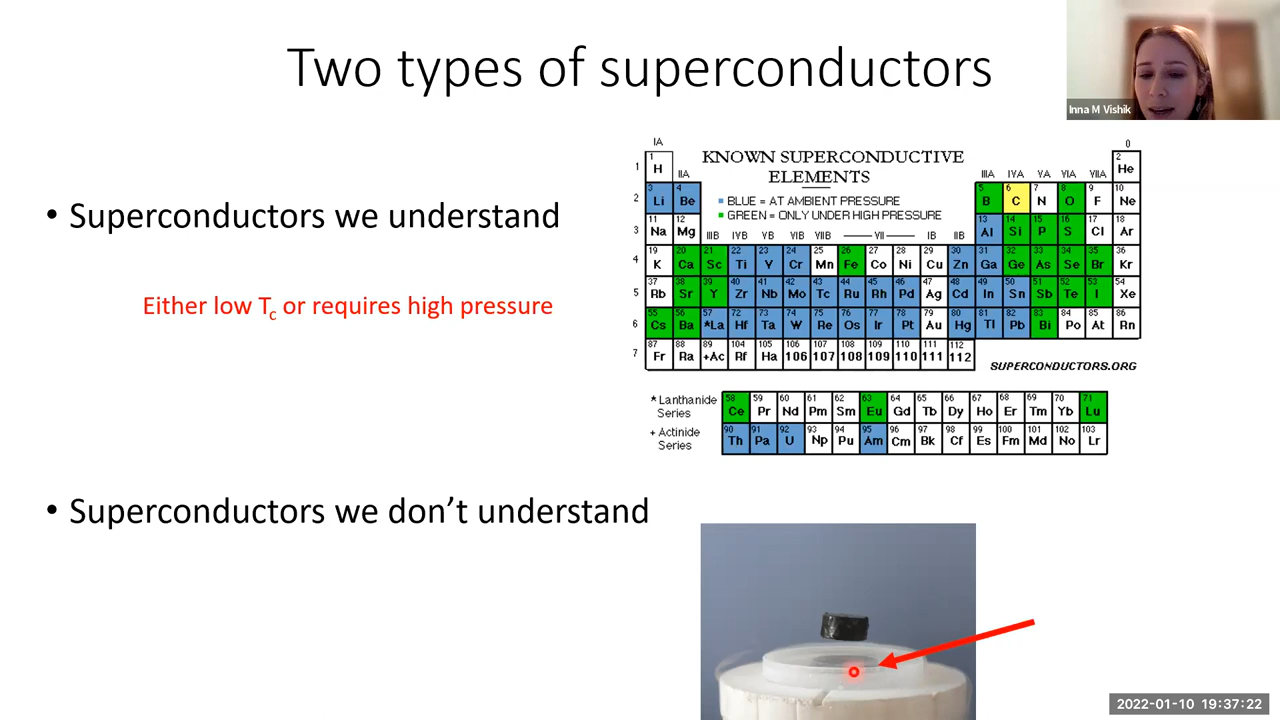 Two types of superconductors
Inna M Vishik
• Superconductors we understand
Either low Tc or requires high pressure
KNOWN SUPERCONDUCTIVE
ELEMENTS
BLUE = AT AMBIENT PRESSURE
GREEN = ONLY UNDER HIGH PRESSURE
IA 0
1 H 2 He
IIA IIIA IVA VA VIA VIIA
2 3 Li 4 Be 5 B 6 C 7 N 8 O 9 F 10 Ne
3 11 Na 12 Mg IIIB IVB VB VIB VIIB VII IB IIB 13 Al 14 Si 15 P 16 S 17 Cl 18 Ar
4 19 K 20 Ca 21 Sc 22 Ti 23 V 24 Cr 25 Mn 26 Fe 27 Co 28 Ni 29 Cu 30 Zn 31 Ga 32 Ge 33 As 34 Se 35 Br 36 Kr
5 37 Rb 38 Sr 39 Y 40 Zr 41 Nb 42 Mo 43 Tc 44 Ru 45 Rh 46 Pd 47 Ag 48 Cd 49 In 50 Sn 51 Sb 52 Te 53 I 54 Xe
6 55 Cs 56 Ba 57 *La 72 Hf 73 Ta 74 W 75 Re 76 Os 77 Ir 78 Pt 79 Au 80 Hg 81 Tl 82 Pb 83 Bi 84 Po 85 At 86 Rn
7 87 Fr 88 Ra 89 +Ac 104 Rf 105 Ha 106 106 107 107 108 108 109 109 110 110 111 111 112 112
SUPERCONDUCTORS.ORG
* Lanthanide Series 58 Ce 59 Pr 60 Nd 61 Pm 62 Sm 63 Eu 64 Gd 65 Tb 66 Dy 67 Ho 68 Er 69 Tm 70 Yb 71 Lu
+ Actinide Series 90 Th 91 Pa 92 U 93 Np 94 Pu 95 Am 96 Cm 97 Bk 98 Cf 99 Es 100 Fm 101 Md 102 No 103 Lr
• Superconductors we don't understand
2022-01-10 19:37:22